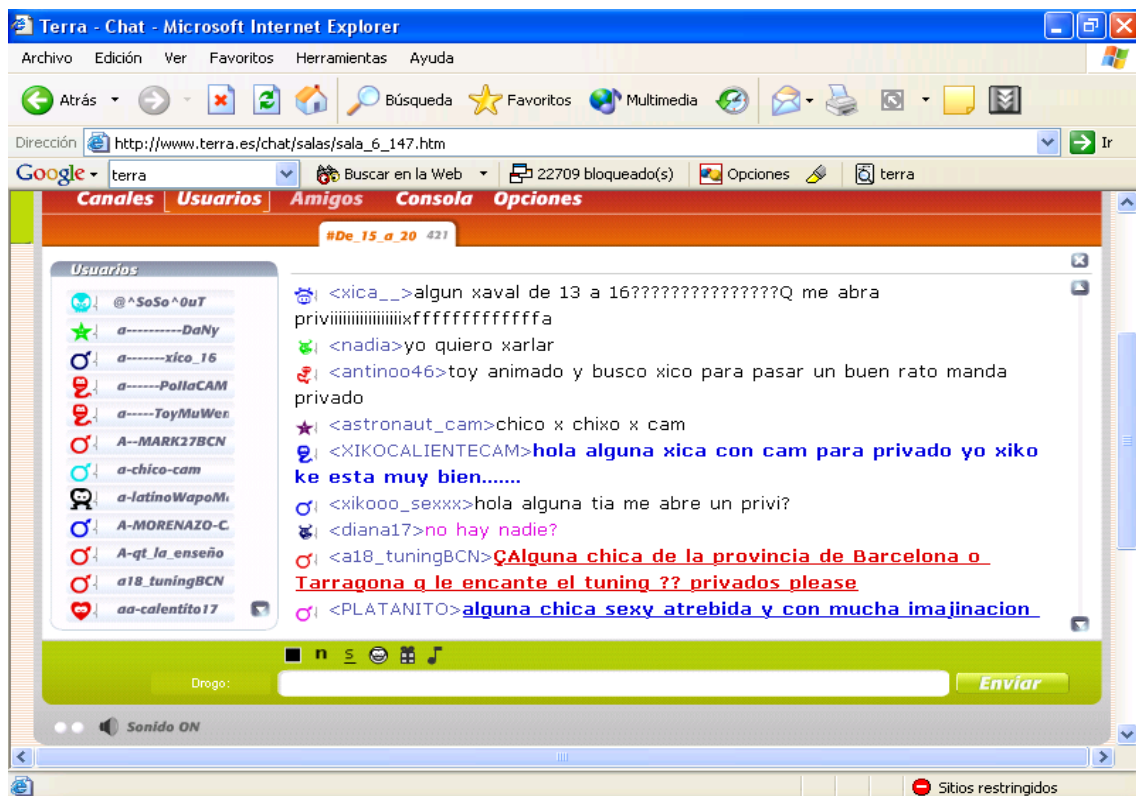 Terra - Chat - Microsoft Internet Explorer
Archivo Edición Ver Favoritos Herramientas Ayuda
Atrás Búsqueda Favoritos Multimedia
Dirección http://www.terra.es/chat/salas/sala_6_147.htm Ir
Google terra Buscar en la Web 22709 bloqueado(s) Opciones terra
Canales Usuarios Amigos Consola Opciones
#De_15_a_20 421
Usuarios
@^SoSo^0uT
a----------DaNy
a-------xico_16
a------PollaCAM
a-----ToyMuWer
A--MARK27BCN
a-chico-cam
a-latinoWapoM
A-MORENAZO-C
A-qt_la_enseño
a18_tuningBCN
aa-calentito17
<xica__>algun xaval de 13 a 16???????????????Q me abra
priviiiiiiiiiiiiiiiiixfffffffffffffa
<nadia>yo quiero xarlar
<antinoo46>toy animado y busco xico para pasar un buen rato manda
privado
<astronaut_cam>chico x chixo x cam
<XIKOCALIENTECAM>hola alguna xica con cam para privado yo xiko
ke esta muy bien.......
<xikooo_sexxx>hola alguna tia me abre un privi?
<diana17>no hay nadie?
<a18_tuningBCN>ÇAlguna chica de la provincia de Barcelona o
Tarragona q le encante el tuning ?? privados please
<PLATANITO>alguna chica sexy atrebida y con mucha imajinacion
n s
Drogo: Enviar
Sonido ON
Sitios restringidos